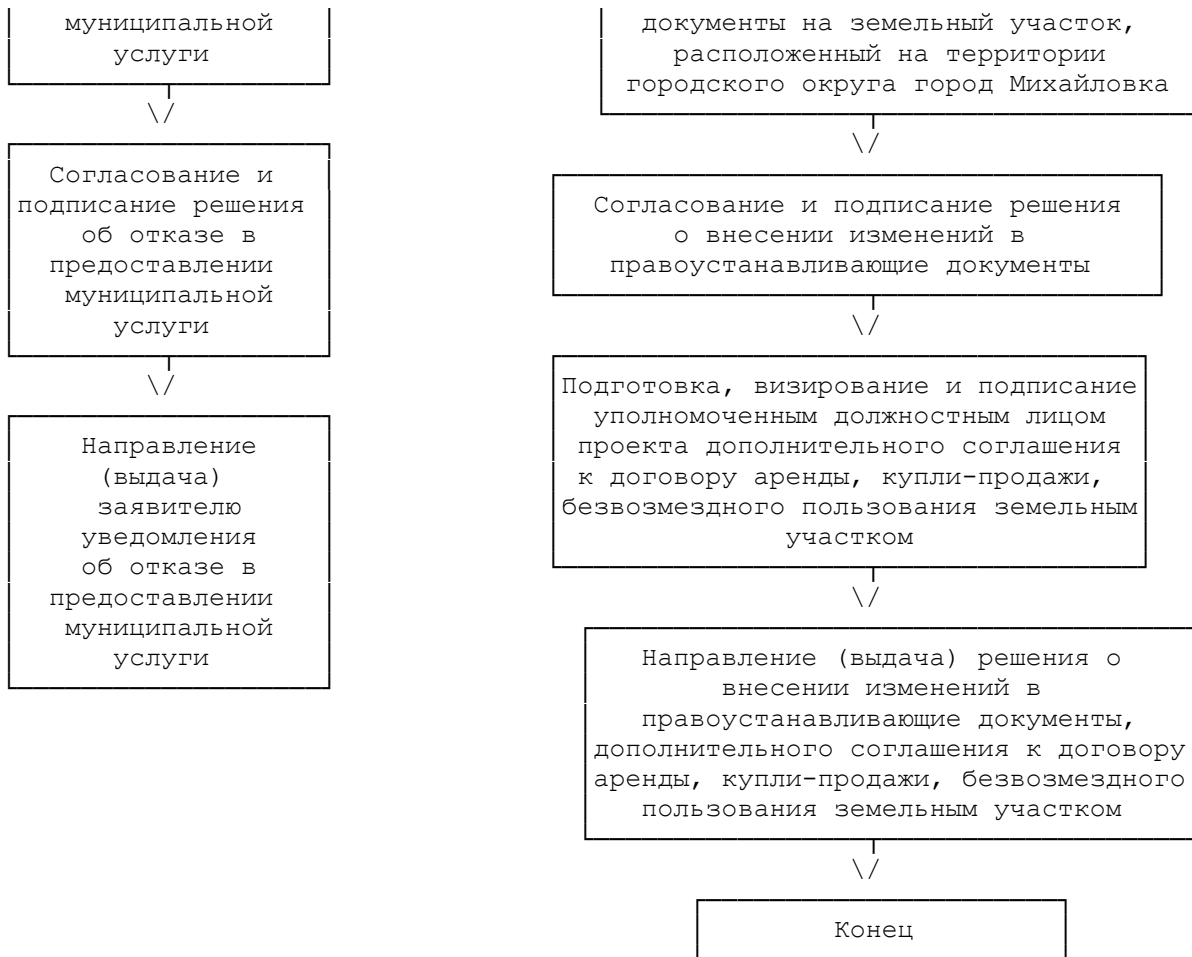 муниципальной
услуги
\/
Согласование и
подписание решения
об отказе в
предоставлении
муниципальной
услуги
\/
Направление
(выдача)
заявителю
уведомления
об отказе в
предоставлении
муниципальной
услуги
документы на земельный участок,
расположенный на территории
городского округа город Михайловка
\/
Согласование и подписание решения
о внесении изменений в
правоустанавливающие документы
\/
Подготовка, визирование и подписание
уполномоченным должностным лицом
проекта дополнительного соглашения
к договору аренды, купли-продажи,
безвозмездного пользования земельным
участком
\/
Направление (выдача) решения о
внесении изменений в
правоустанавливающие документы,
дополнительного соглашения к договору
аренды, купли-продажи, безвозмездного
пользования земельным участком
\/
Конец